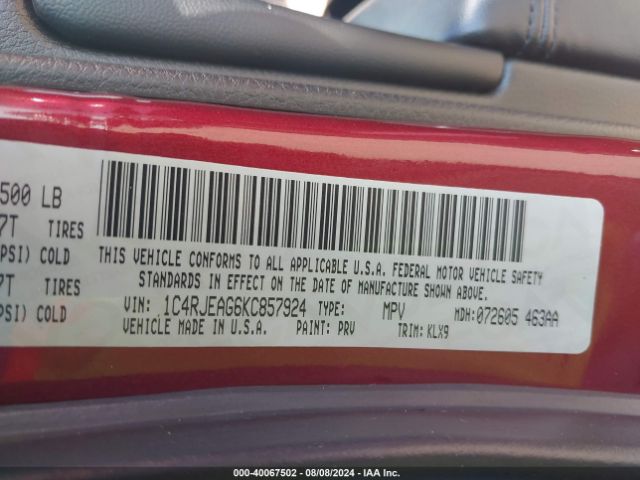 500 LB
7T TIRES
PSI) COLD
7T TIRES
PSI) COLD
THIS VEHICLE CONFORMS TO ALL APPLICABLE U.S.A. FEDERAL MOTOR VEHICLE SAFETY
STANDARDS IN EFFECT ON THE DATE OF MANUFACTURE SHOWN ABOVE.
VIN: 1C4RJEAG6KC857924 TYPE: MPV MDH:072605 463AA
VEHICLE MADE IN U.S.A. PAINT: PRV TRIM: KLX9
000-40067502 - 08/08/2024 - IAA Inc.